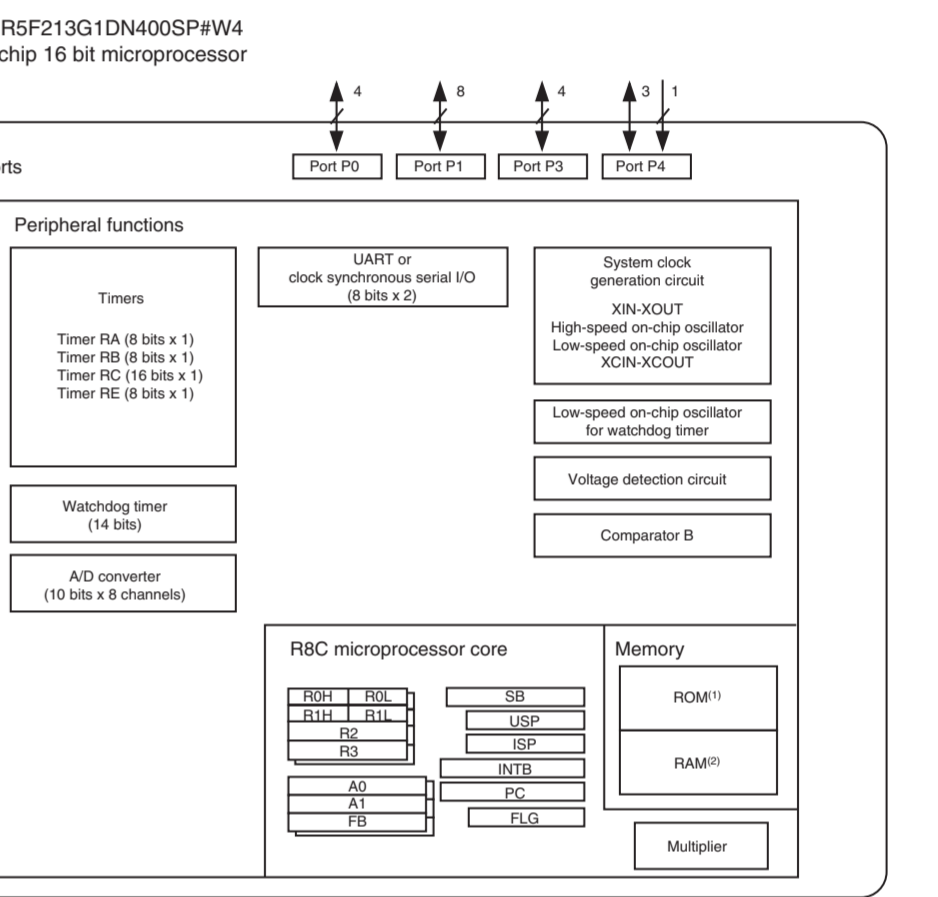 R5F213G1DN400SP#W4
chip 16 bit microprocessor
4
8
4
3
1
rts
Port P0
Port P1
Port P3
Port P4
Peripheral functions
Timers
Timer RA (8 bits x 1)
Timer RB (8 bits x 1)
Timer RC (16 bits x 1)
Timer RE (8 bits x 1)
UART or
clock synchronous serial I/O
(8 bits x 2)
System clock
generation circuit
XIN-XOUT
High-speed on-chip oscillator
Low-speed on-chip oscillator
XCIN-XCOUT
Low-speed on-chip oscillator
for watchdog timer
Watchdog timer
(14 bits)
Voltage detection circuit
Comparator B
A/D converter
(10 bits x 8 channels)
R8C microprocessor core
R0H
R0L
R1H
R1L
R2
R3
A0
A1
FB
SB
USP
ISP
INTB
PC
FLG
Memory
ROM(1)
RAM(2)
Multiplier